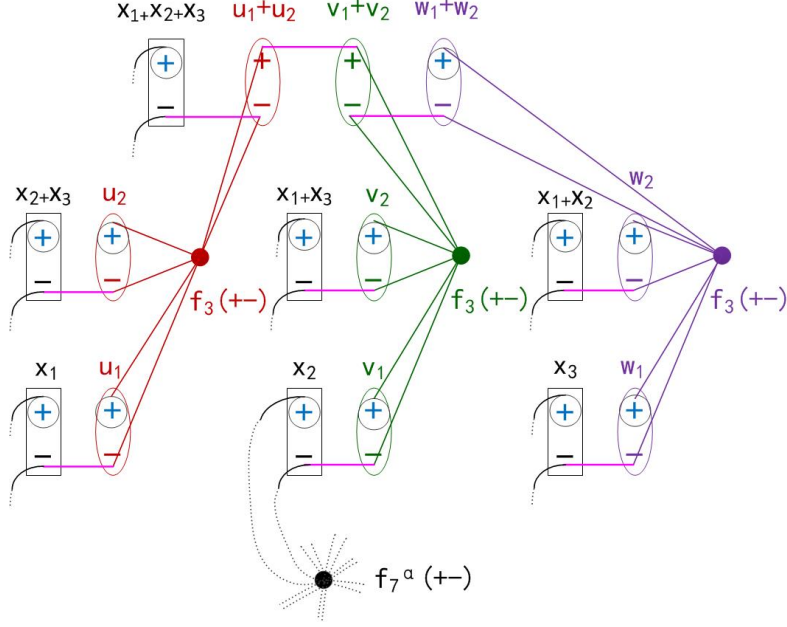 x₁+x₂+x₃ u₁+u₂ v₁+v₂ w₁+w₂
+ + + +
− − − −
w₂
x₂+x₃ u₂ x₁+x₃ v₂ x₁+x₂
+ + + + + +
− − − − − −
f₃(+−) f₃(+−) f₃(+−)
x₁ u₁ x₂ v₁ x₃ w₁
+ + + + + +
− − − − − −
f₇ᵅ(+−)